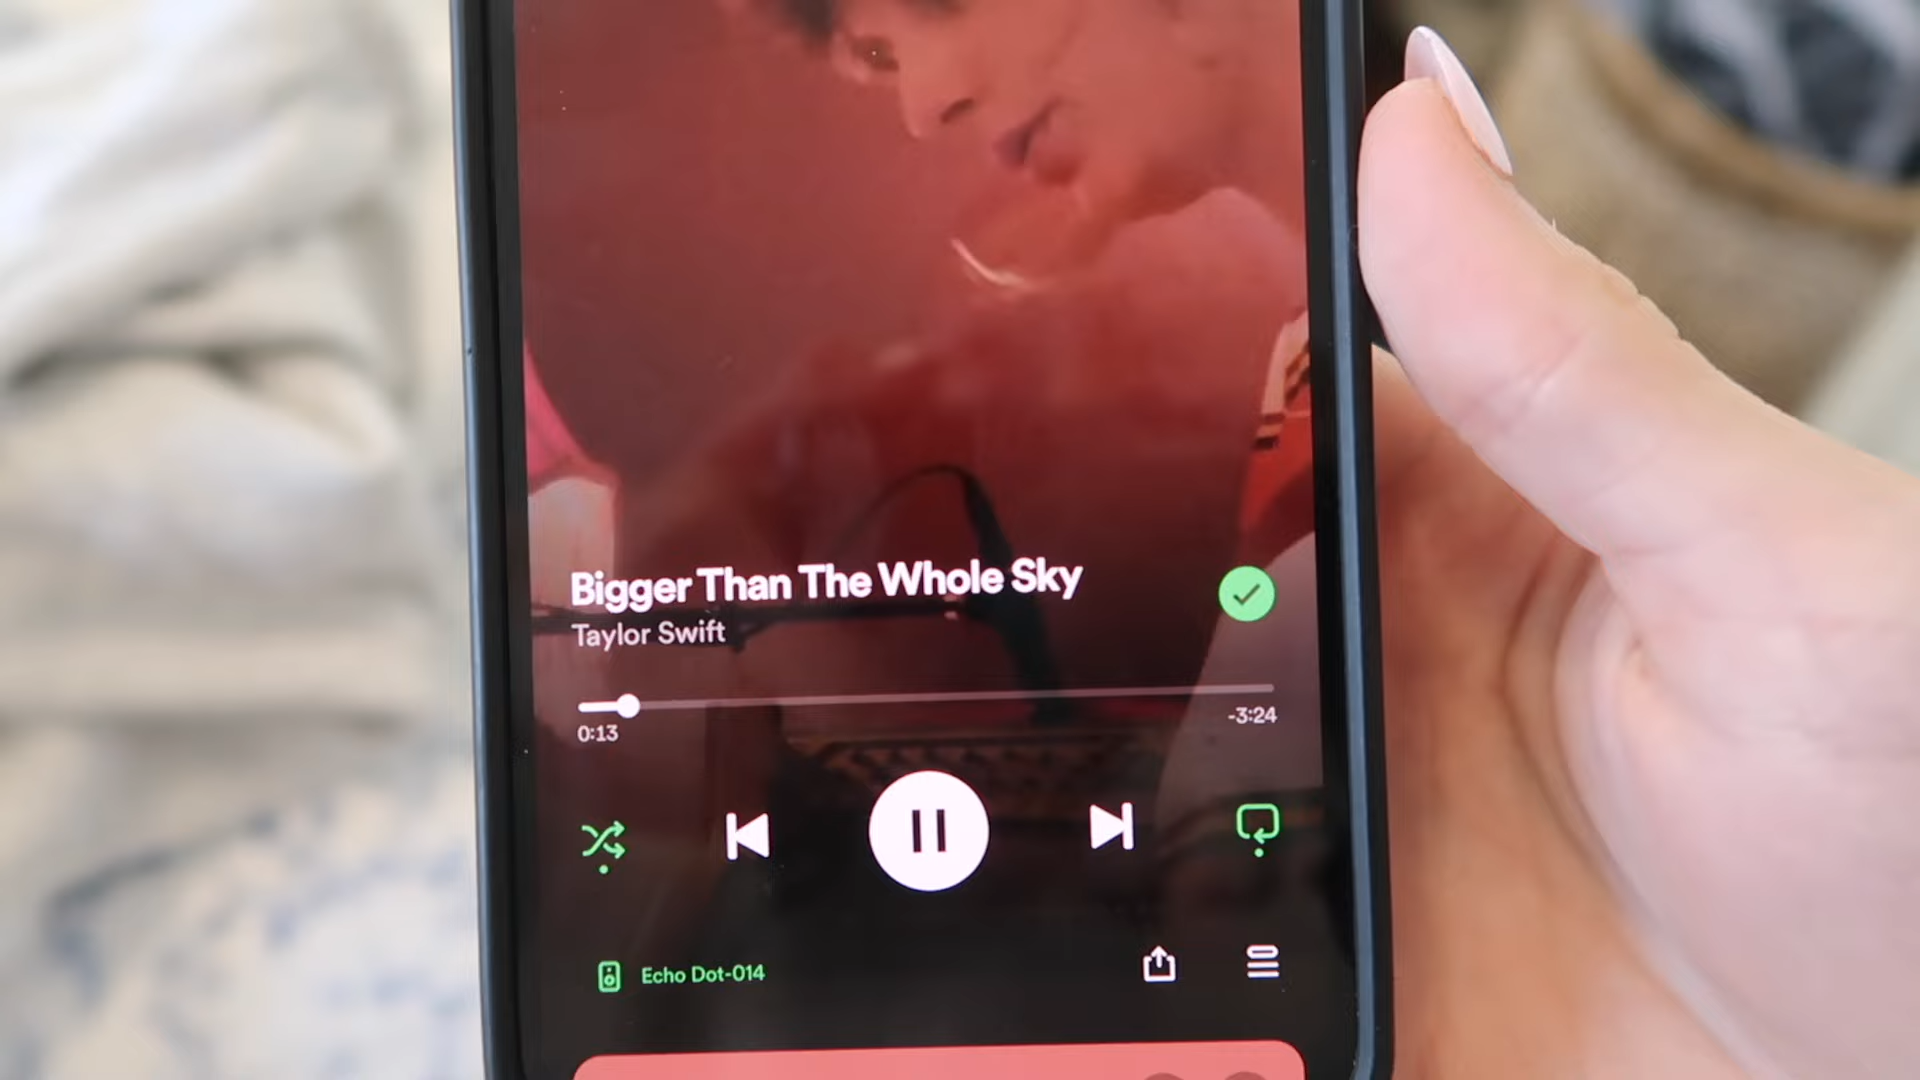 Bigger Than The Whole Sky
Taylor Swift
0:13
-3:24
Echo Dot-014